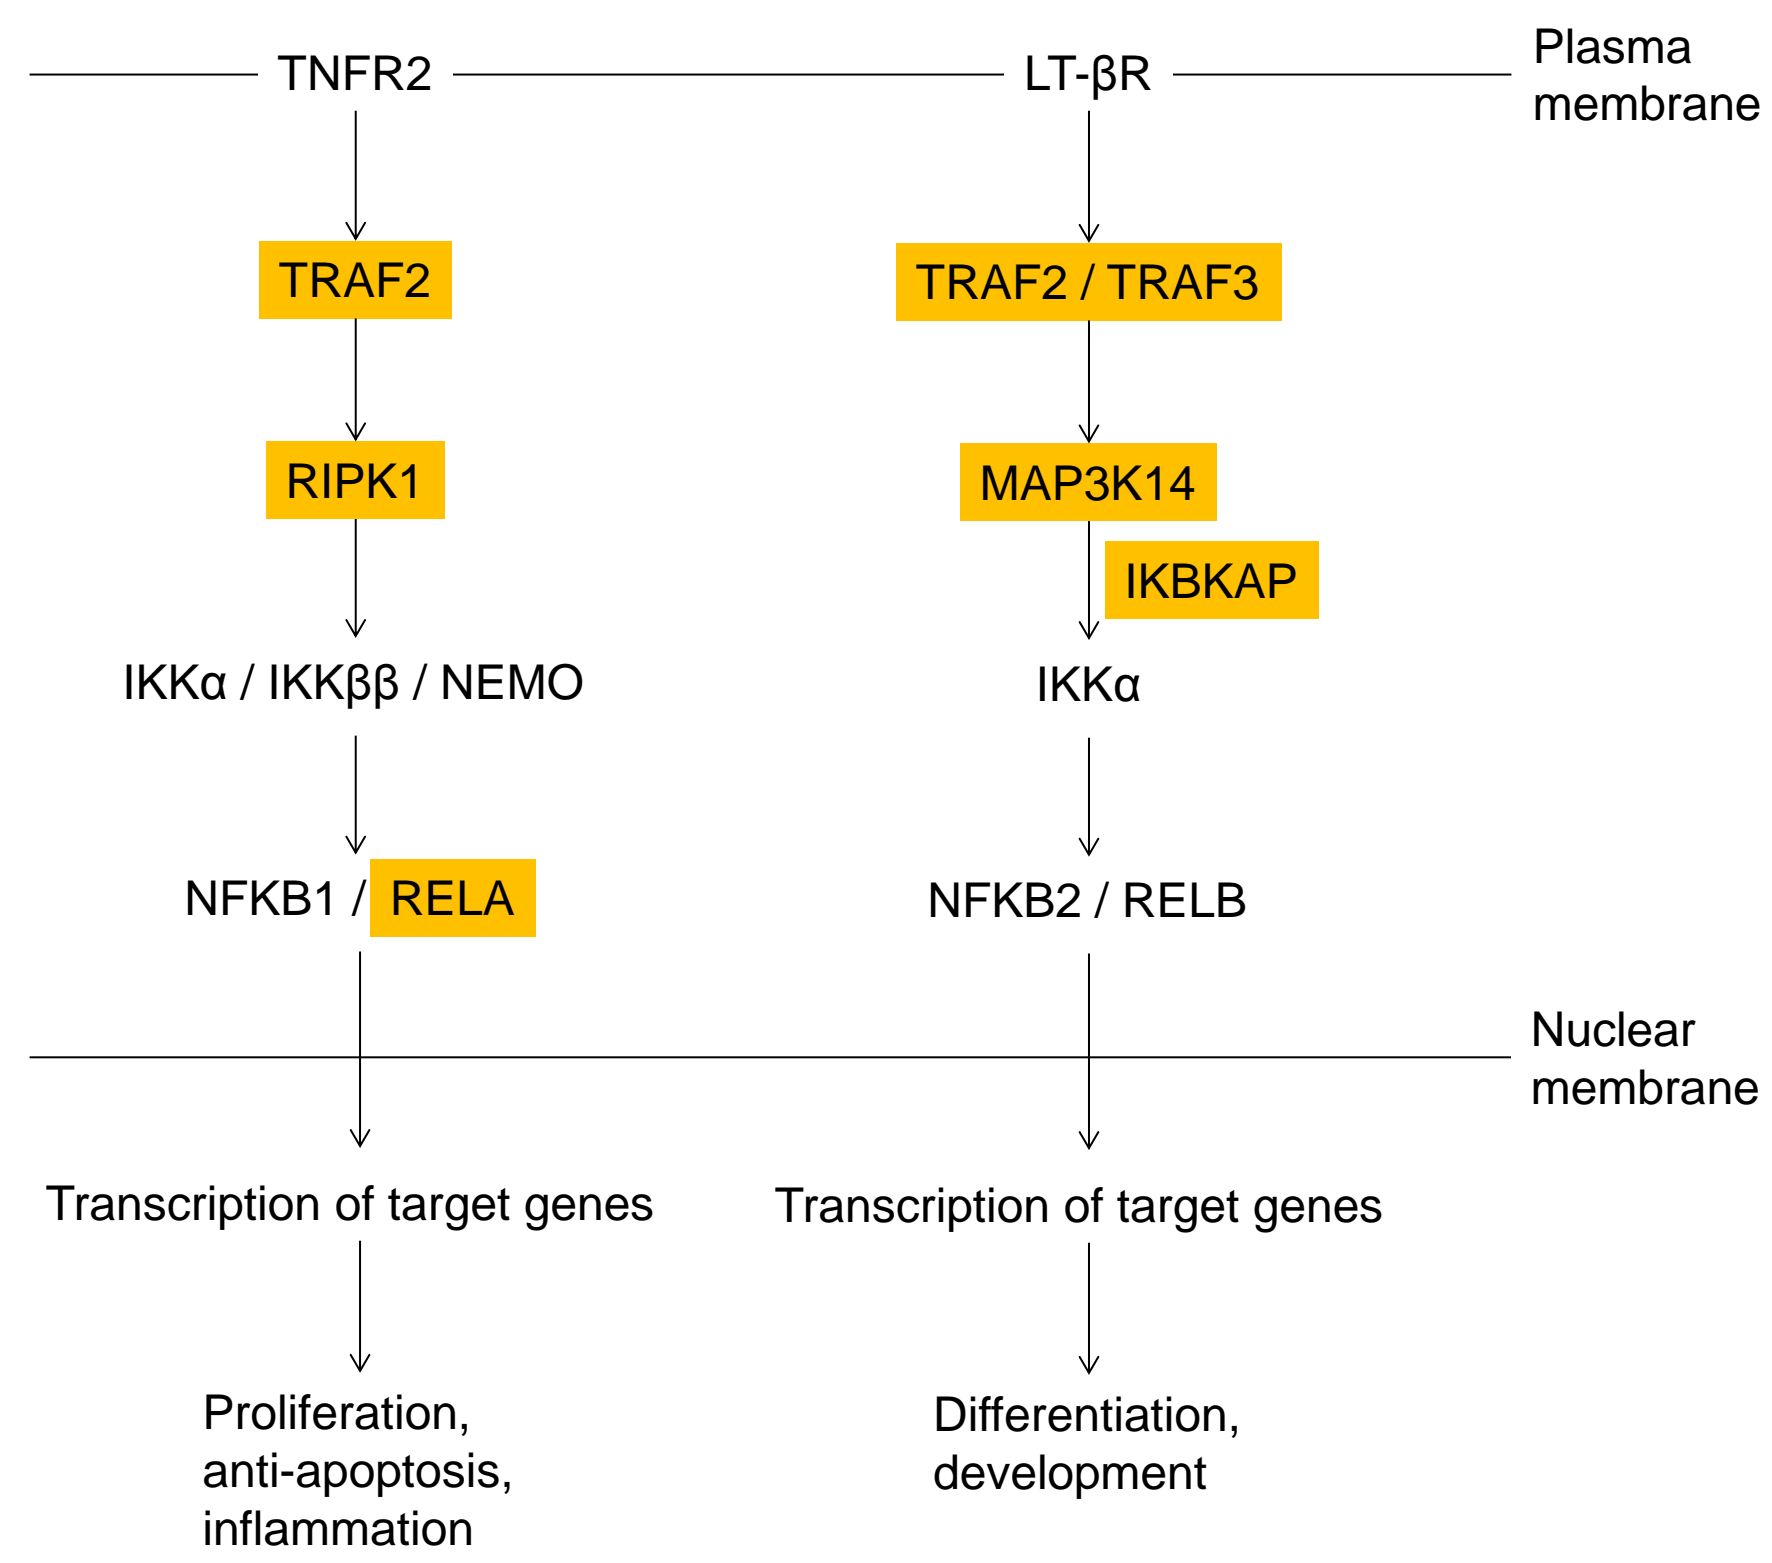 TNFR2
LT-βR
Plasma
membrane
TRAF2
TRAF2 / TRAF3
RIPK1
MAP3K14
IKBKAP
IKKα / IKKββ / NEMO
IKKα
NFKB1 / RELA
NFKB2 / RELB
Nuclear
membrane
Transcription of target genes
Transcription of target genes
Proliferation,
anti-apoptosis,
inflammation
Differentiation,
development